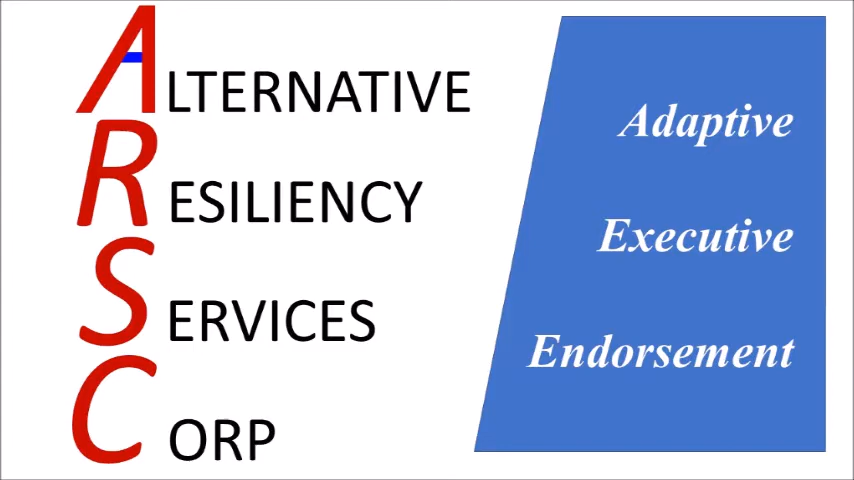 ALTERNATIVE
RESILIENCY
SERVICES
CORP
Adaptive
Executive
Endorsement